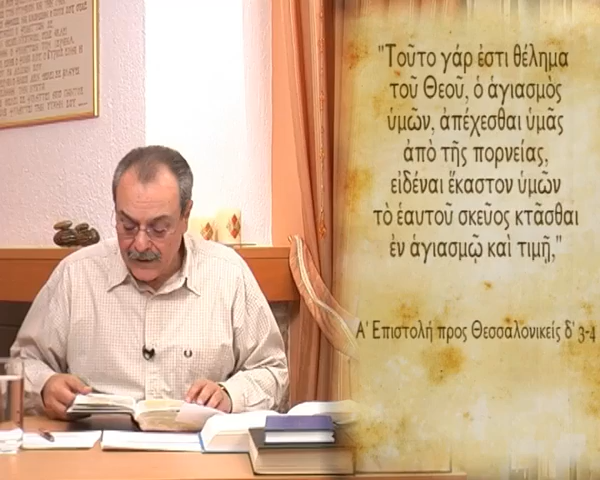 "Τοῦτο γάρ ἐστι θέλημα
τοῦ Θεοῦ, ὁ ἁγιασμὸς
ὑμῶν, ἀπέχεσθαι ὑμᾶς
ἀπὸ τῆς πορνείας,
εἰδέναι ἕκαστον ὑμῶν
τὸ ἑαυτοῦ σκεῦος κτᾶσθαι
ἐν ἁγιασμῷ καὶ τιμῇ,"
Α' Επιστολή προς Θεσσαλονικείς δ' 3-4